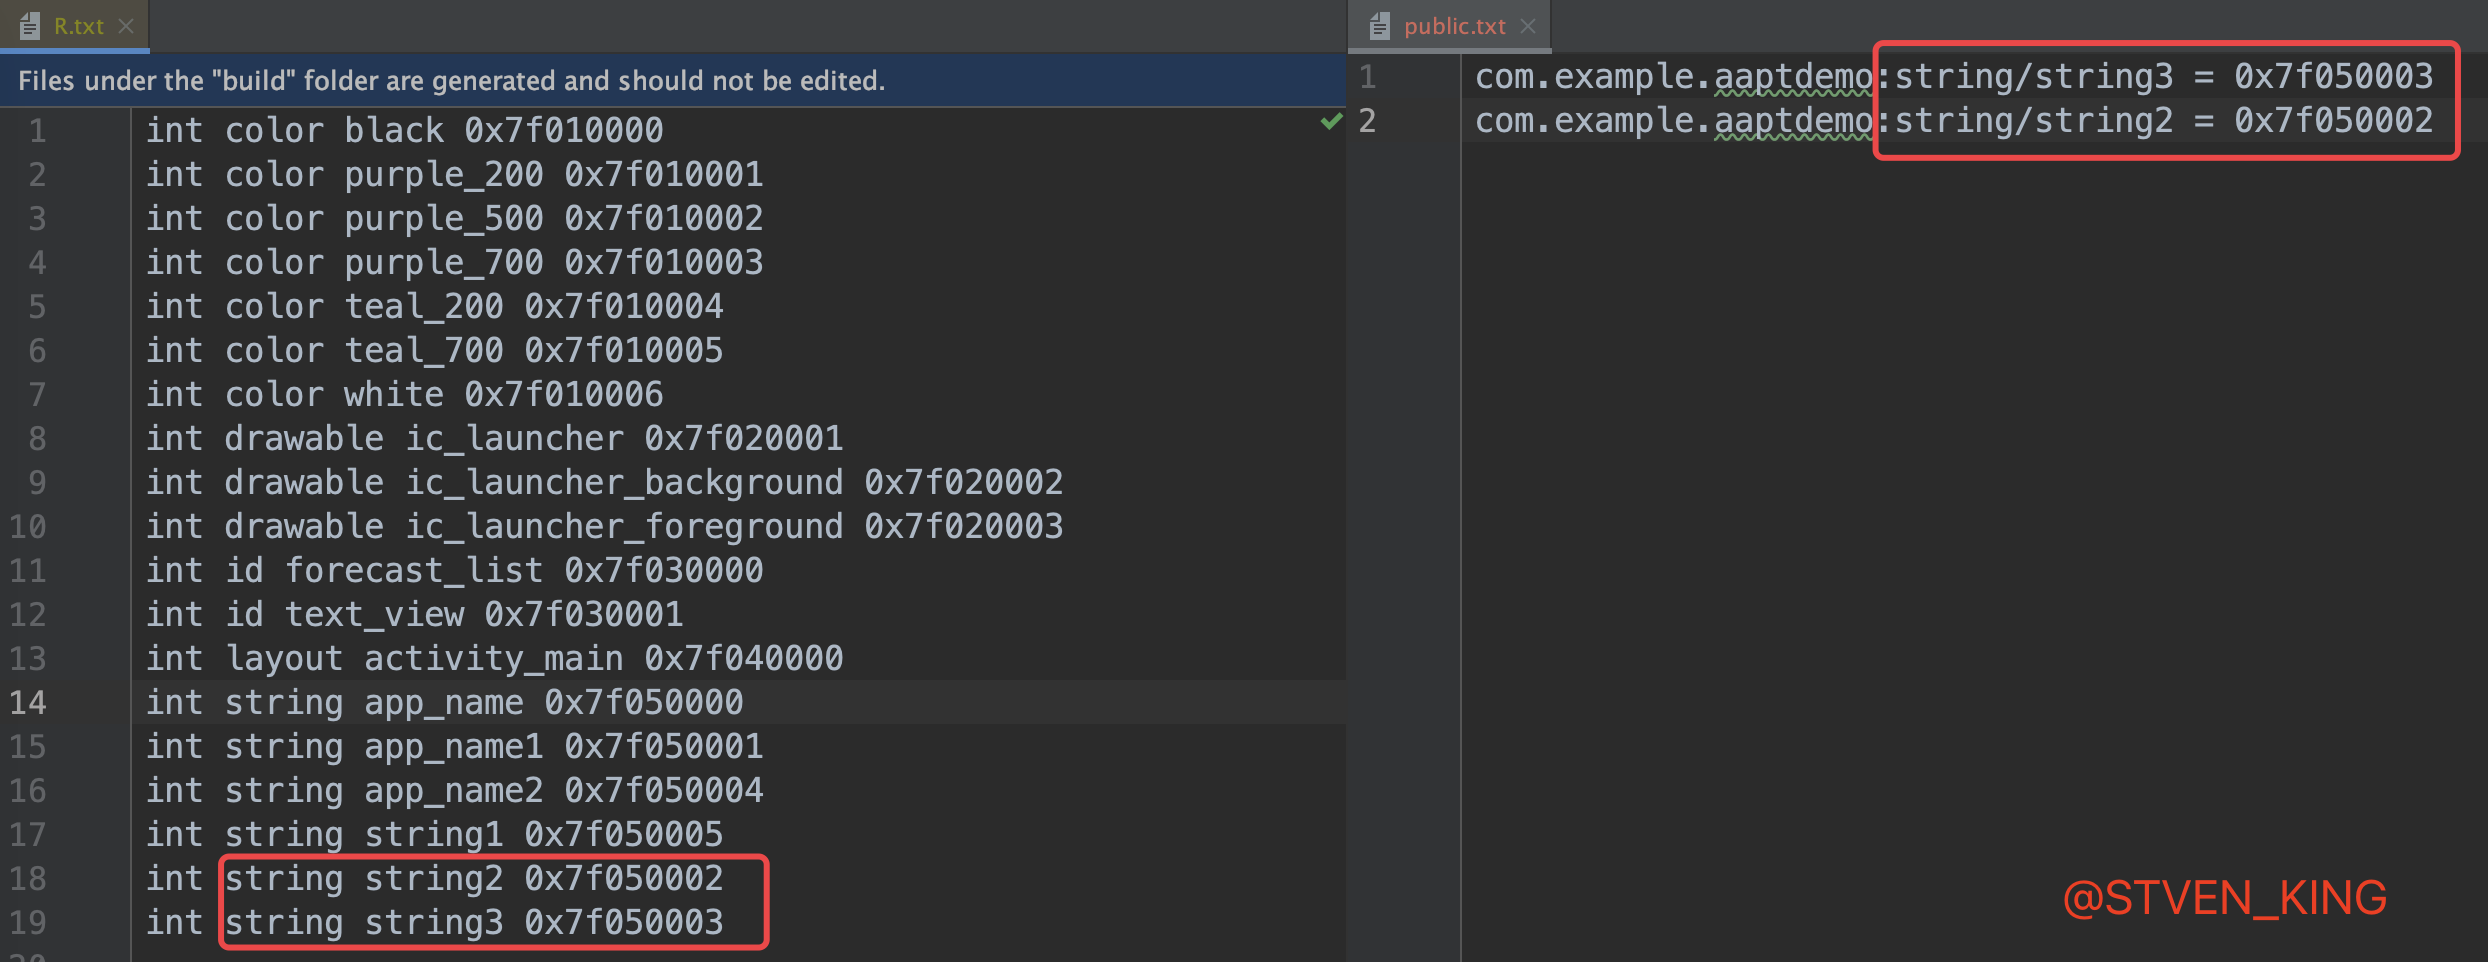 R.txt
Files under the "build" folder are generated and should not be edited.
1 int color black 0x7f010000
2 int color purple_200 0x7f010001
3 int color purple_500 0x7f010002
4 int color purple_700 0x7f010003
5 int color teal_200 0x7f010004
6 int color teal_700 0x7f010005
7 int color white 0x7f010006
8 int drawable ic_launcher 0x7f020001
9 int drawable ic_launcher_background 0x7f020002
10 int drawable ic_launcher_foreground 0x7f020003
11 int id forecast_list 0x7f030000
12 int id text_view 0x7f030001
13 int layout activity_main 0x7f040000
14 int string app_name 0x7f050000
15 int string app_name1 0x7f050001
16 int string app_name2 0x7f050004
17 int string string1 0x7f050005
18 int string string2 0x7f050002
19 int string string3 0x7f050003
public.txt
1 com.example.aaptdemo:string/string3 = 0x7f050003
2 com.example.aaptdemo:string/string2 = 0x7f050002
@STVEN_KING